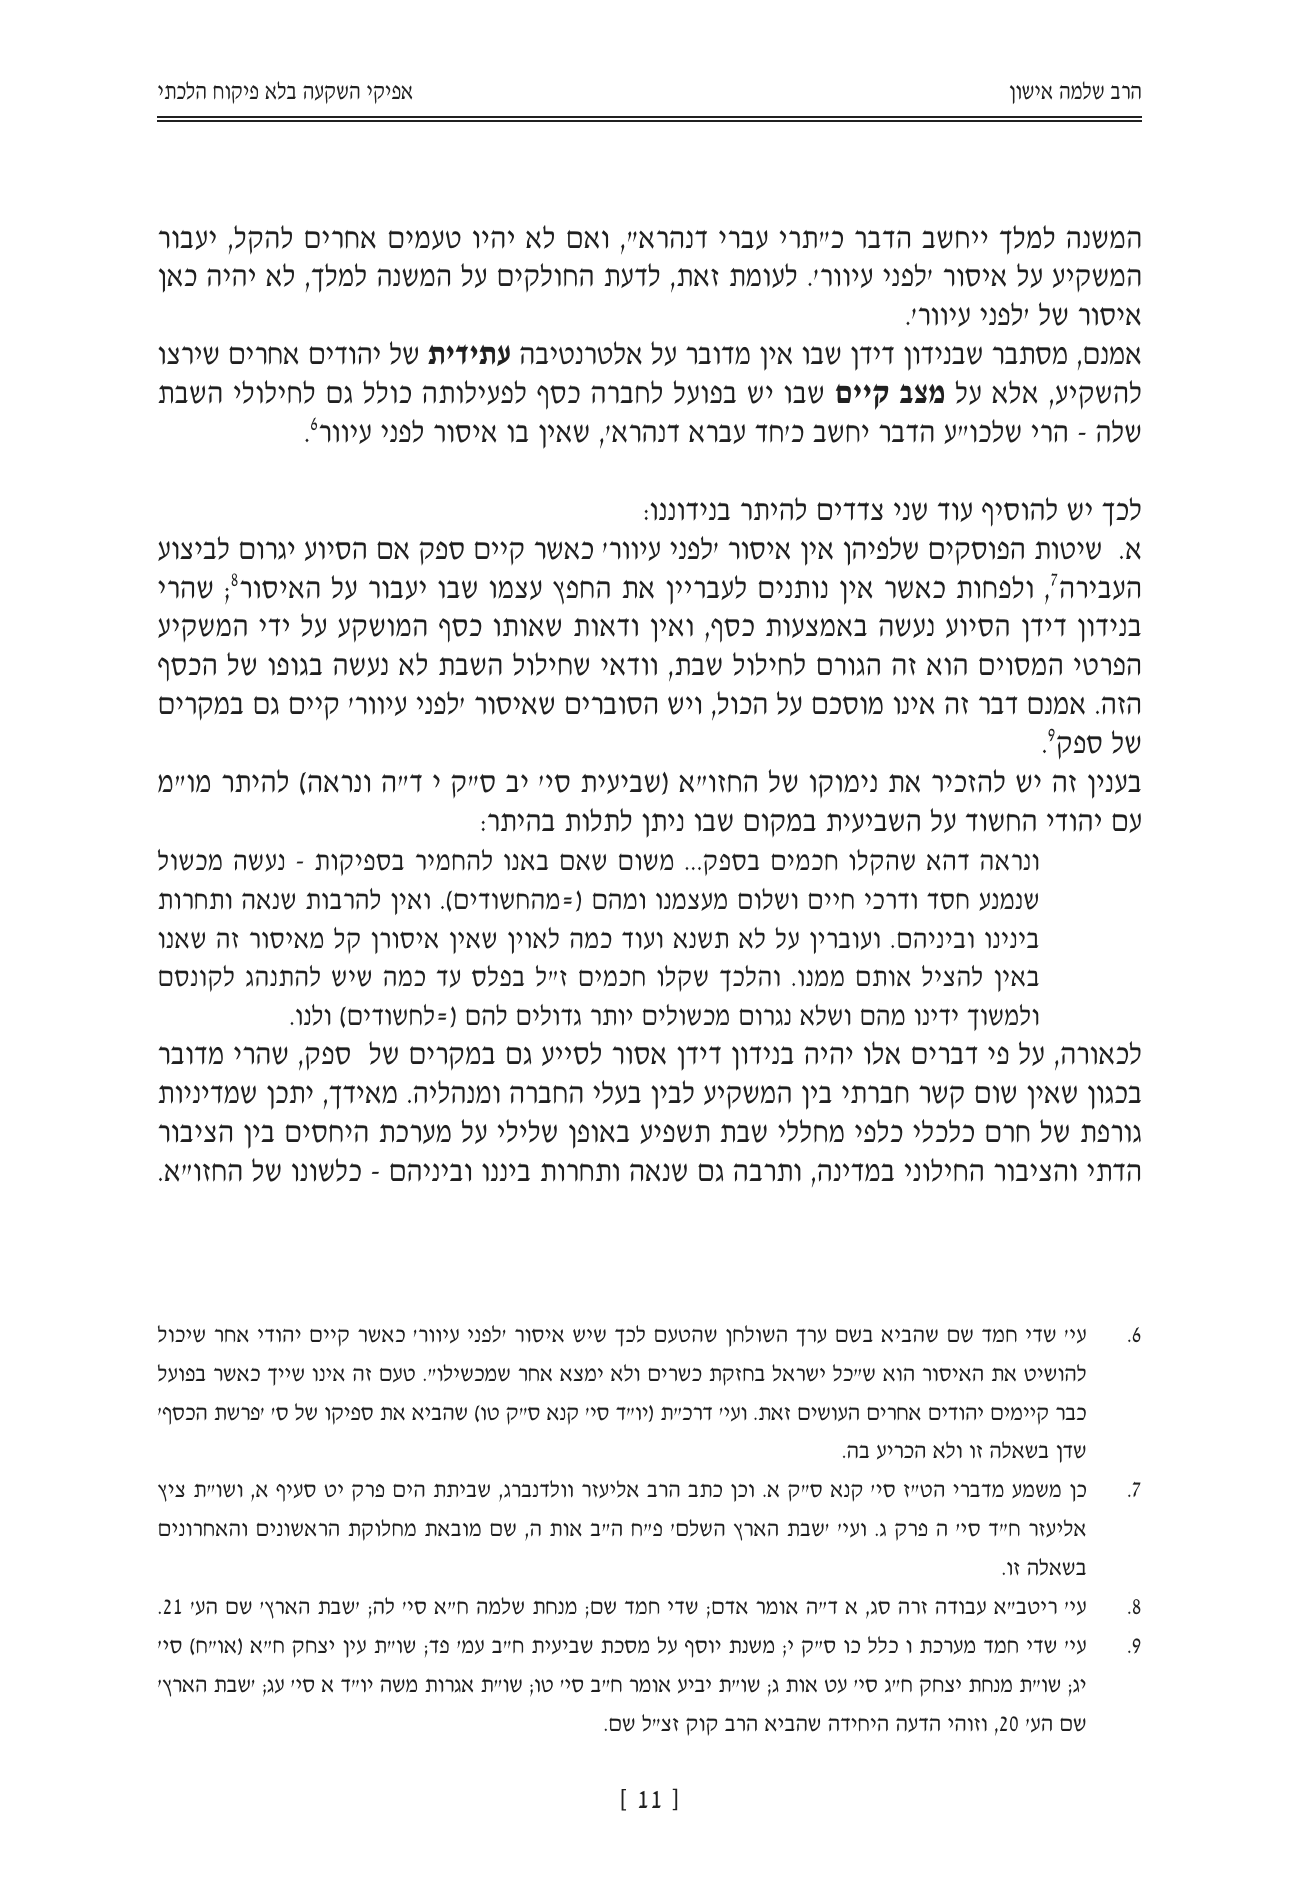 הרב שלמה אישון
אפיקי השקעה בלא פיקוח הלכתי
המשנה למלך ייחשב הדבר כ"תרי עברי דנהרא", ואם לא יהיו טעמים אחרים להקל, יעבור
המשקיע על איסור 'לפני עיוור'. לעומת זאת, לדעת החולקים על המשנה למלך, לא יהיה כאן
איסור של 'לפני עיוור'.
אמנם, מסתבר שבנידון דידן שבו אין מדובר על אלטרנטיבה עתידית של יהודים אחרים שירצו
להשקיע, אלא על מצב קיים שבו יש בפועל לחברה כסף לפעילותה כולל גם לחילולי השבת
שלה - הרי שלכו"ע הדבר יחשב כ'חד עברא דנהרא', שאין בו איסור לפני עיוור6.
לכך יש להוסיף עוד שני צדדים להיתר בנידוננו:
א. שיטות הפוסקים שלפיהן אין איסור 'לפני עיוור' כאשר קיים ספק אם הסיוע יגרום לביצוע
העבירה7, ולפחות כאשר אין נותנים לעבריין את החפץ עצמו שבו יעבור על האיסור8; שהרי
בנידון דידן הסיוע נעשה באמצעות כסף, ואין ודאות שאותו כסף המושקע על ידי המשקיע
הפרטי המסוים הוא זה הגורם לחילול שבת, וודאי שחילול השבת לא נעשה בגופו של הכסף
הזה. אמנם דבר זה אינו מוסכם על הכול, ויש הסוברים שאיסור 'לפני עיוור' קיים גם במקרים
של ספק9.
בענין זה יש להזכיר את נימוקו של החזו"א (שביעית סי' יב ס"ק י ד"ה ונראה) להיתר מו"מ
עם יהודי החשוד על השביעית במקום שבו ניתן לתלות בהיתר:
ונראה דהא שהקלו חכמים בספק... משום שאם באנו להחמיר בספיקות - נעשה מכשול
שנמנע חסד ודרכי חיים ושלום מעצמנו ומהם (=מהחשודים). ואין להרבות שנאה ותחרות
בינינו וביניהם. ועוברין על לא תשנא ועוד כמה לאוין שאין איסורן קל מאיסור זה שאנו
באין להציל אותם ממנו. והלכך שקלו חכמים ז"ל בפלס עד כמה שיש להתנהג לקונסם
ולמשוך ידינו מהם ושלא נגרום מכשולים יותר גדולים להם (=לחשודים) ולנו.
לכאורה, על פי דברים אלו יהיה בנידון דידן אסור לסייע גם במקרים של ספק, שהרי מדובר
בכגון שאין שום קשר חברתי בין המשקיע לבין בעלי החברה ומנהליה. מאידך, יתכן שמדיניות
גורפת של חרם כלכלי כלפי מחללי שבת תשפיע באופן שלילי על מערכת היחסים בין הציבור
הדתי והציבור החילוני במדינה, ותרבה גם שנאה ותחרות ביננו וביניהם - כלשונו של החזו"א.
6. עי' שדי חמד שם שהביא בשם ערך השולחן שהטעם לכך שיש איסור 'לפני עיוור' כאשר קיים יהודי אחר שיכול
להושיט את האיסור הוא ש"כל ישראל בחזקת כשרים ולא ימצא אחר שמכשילו". טעם זה אינו שייך כאשר בפועל
כבר קיימים יהודים אחרים העושים זאת. ועי' דרכ"ת (יו"ד סי' קנא ס"ק טו) שהביא את ספיקו של ס' 'פרשת הכסף'
שדן בשאלה זו ולא הכריע בה.
7. כן משמע מדברי הט"ז סי' קנא ס"ק א. וכן כתב הרב אליעזר וולדנברג, שביתת הים פרק יט סעיף א, ושו"ת ציץ
אליעזר ח"ד סי' ה פרק ג. ועי' 'שבת הארץ השלם' פ"ח ה"ב אות ה, שם מובאת מחלוקת הראשונים והאחרונים
בשאלה זו.
8. עי' ריטב"א עבודה זרה סג, א ד"ה אומר אדם; שדי חמד שם; מנחת שלמה ח"א סי' לה; 'שבת הארץ' שם הע' 21.
9. עי' שדי חמד מערכת ו כלל כו ס"ק י; משנת יוסף על מסכת שביעית ח"ב עמ' פד; שו"ת עין יצחק ח"א (או"ח) סי'
יג; שו"ת מנחת יצחק ח"ג סי' עט אות ג; שו"ת יביע אומר ח"ב סי' טו; שו"ת אגרות משה יו"ד א סי' עג; 'שבת הארץ'
שם הע' 20, וזוהי הדעה היחידה שהביא הרב קוק זצ"ל שם.
[ 11 ]